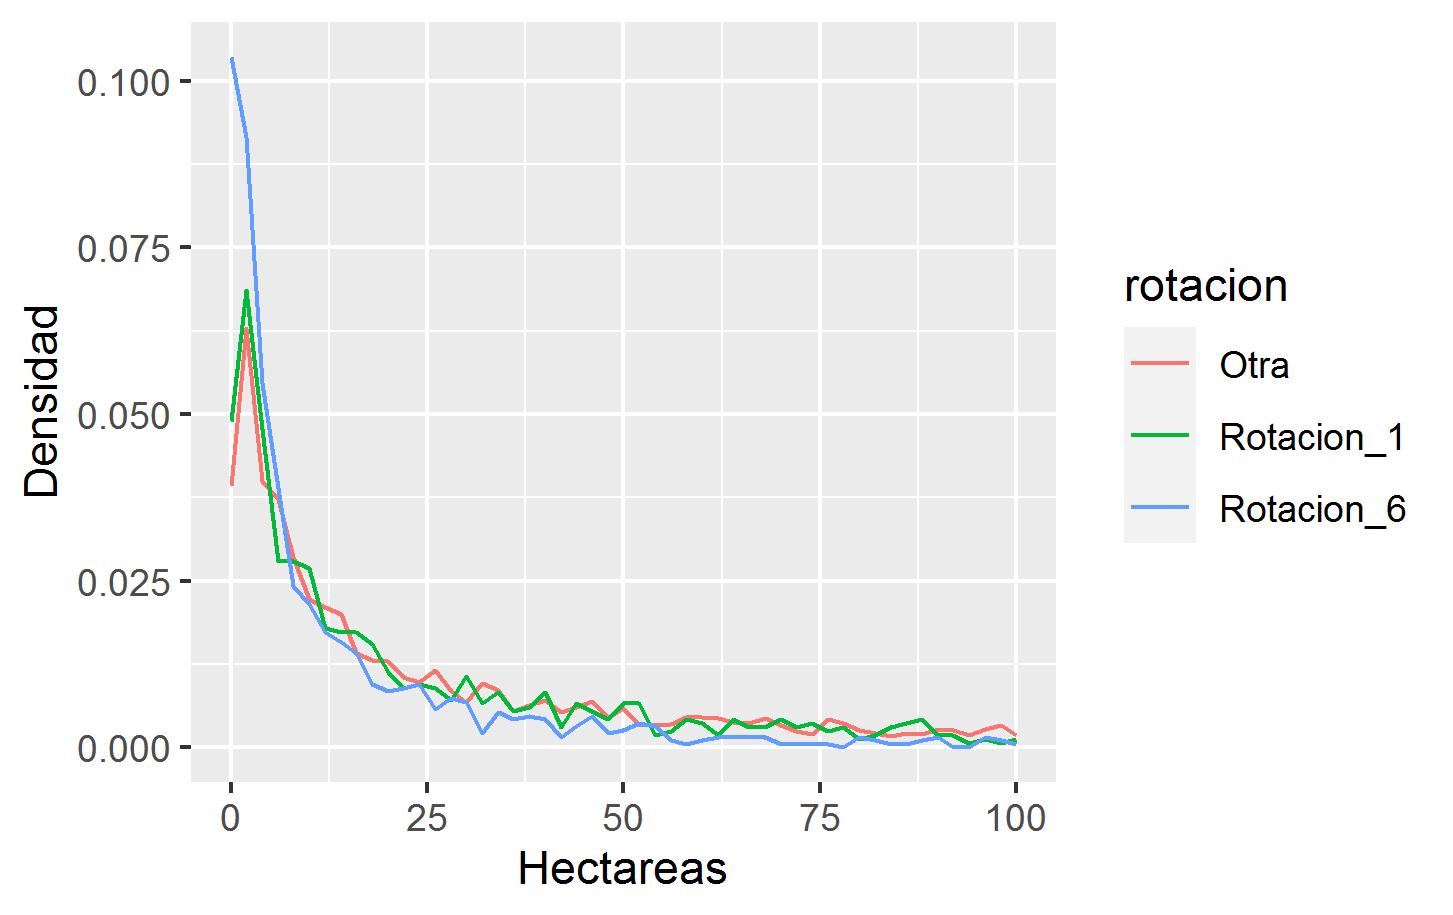 0.100
0.075
0.050
0.025
0.000
Densidad
0 25 50 75 100
Hectareas
rotacion
Otra
Rotacion_1
Rotacion_6